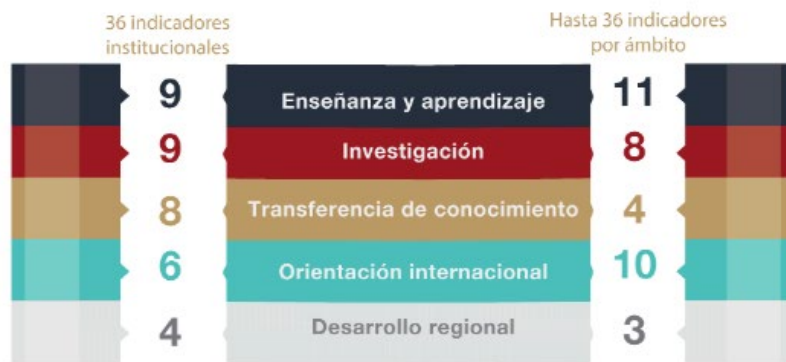 36 indicadores
institucionales
Hasta 36 indicadores
por ámbito
9 Enseñanza y aprendizaje 11
9 Investigación 8
8 Transferencia de conocimiento 4
6 Orientación internacional 10
4 Desarrollo regional 3